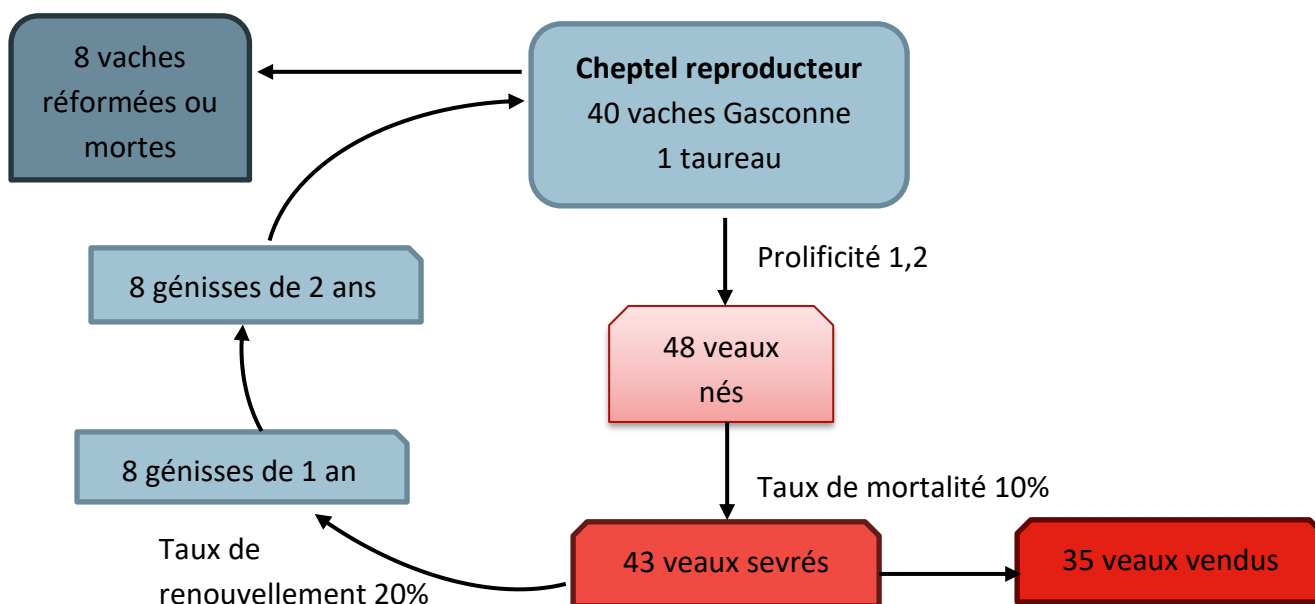 8 vaches
réformées ou
mortes
Cheptel reproducteur
40 vaches Gasconne
1 taureau
Prolificité 1,2
8 génisses de 2 ans
48 veaux
nés
8 génisses de 1 an
Taux de mortalité 10%
Taux de
renouvellement 20%
43 veaux sevrés
35 veaux vendus